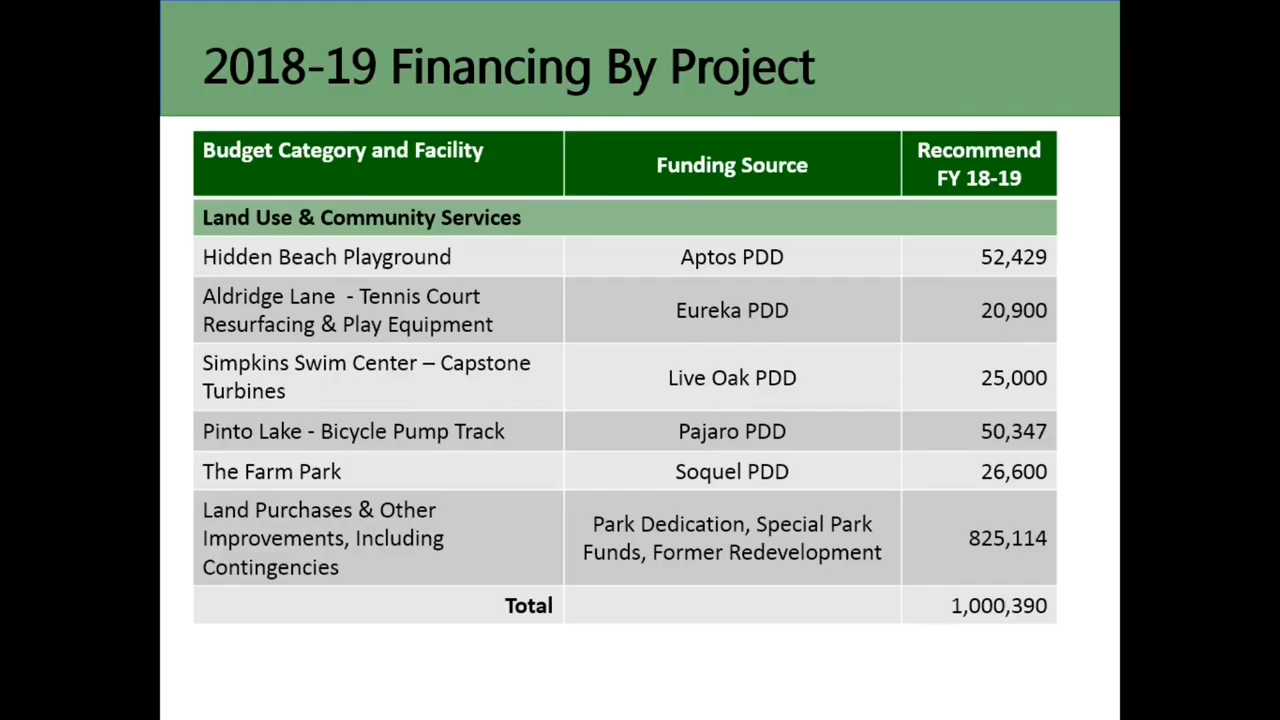 2018-19 Financing By Project
Budget Category and Facility
Funding Source
Recommend
FY 18-19
Land Use & Community Services
Hidden Beach Playground
Aptos PDD
52,429
Aldridge Lane - Tennis Court
Resurfacing & Play Equipment
Eureka PDD
20,900
Simpkins Swim Center – Capstone
Turbines
Live Oak PDD
25,000
Pinto Lake - Bicycle Pump Track
Pajaro PDD
50,347
The Farm Park
Soquel PDD
26,600
Land Purchases & Other
Improvements, Including
Contingencies
Park Dedication, Special Park
Funds, Former Redevelopment
825,114
Total
1,000,390